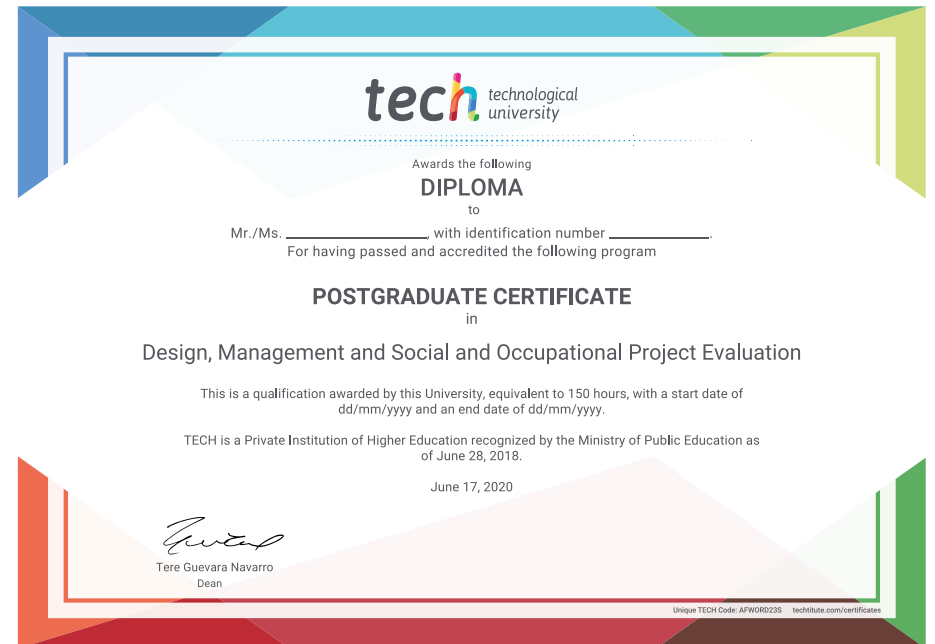 tech technological
university
Awards the following
DIPLOMA
to
Mr./Ms. ____________________, with identification number ______________.
For having passed and accredited the following program
POSTGRADUATE CERTIFICATE
in
Design, Management and Social and Occupational Project Evaluation
This is a qualification awarded by this University, equivalent to 150 hours, with a start date of
dd/mm/yyyy and an end date of dd/mm/yyyy.
TECH is a Private Institution of Higher Education recognized by the Ministry of Public Education as
of June 28, 2018.
June 17, 2020
Tere Guevara Navarro
Dean
Unique TECH Code: AFWORD23S techtitute.com/certificates